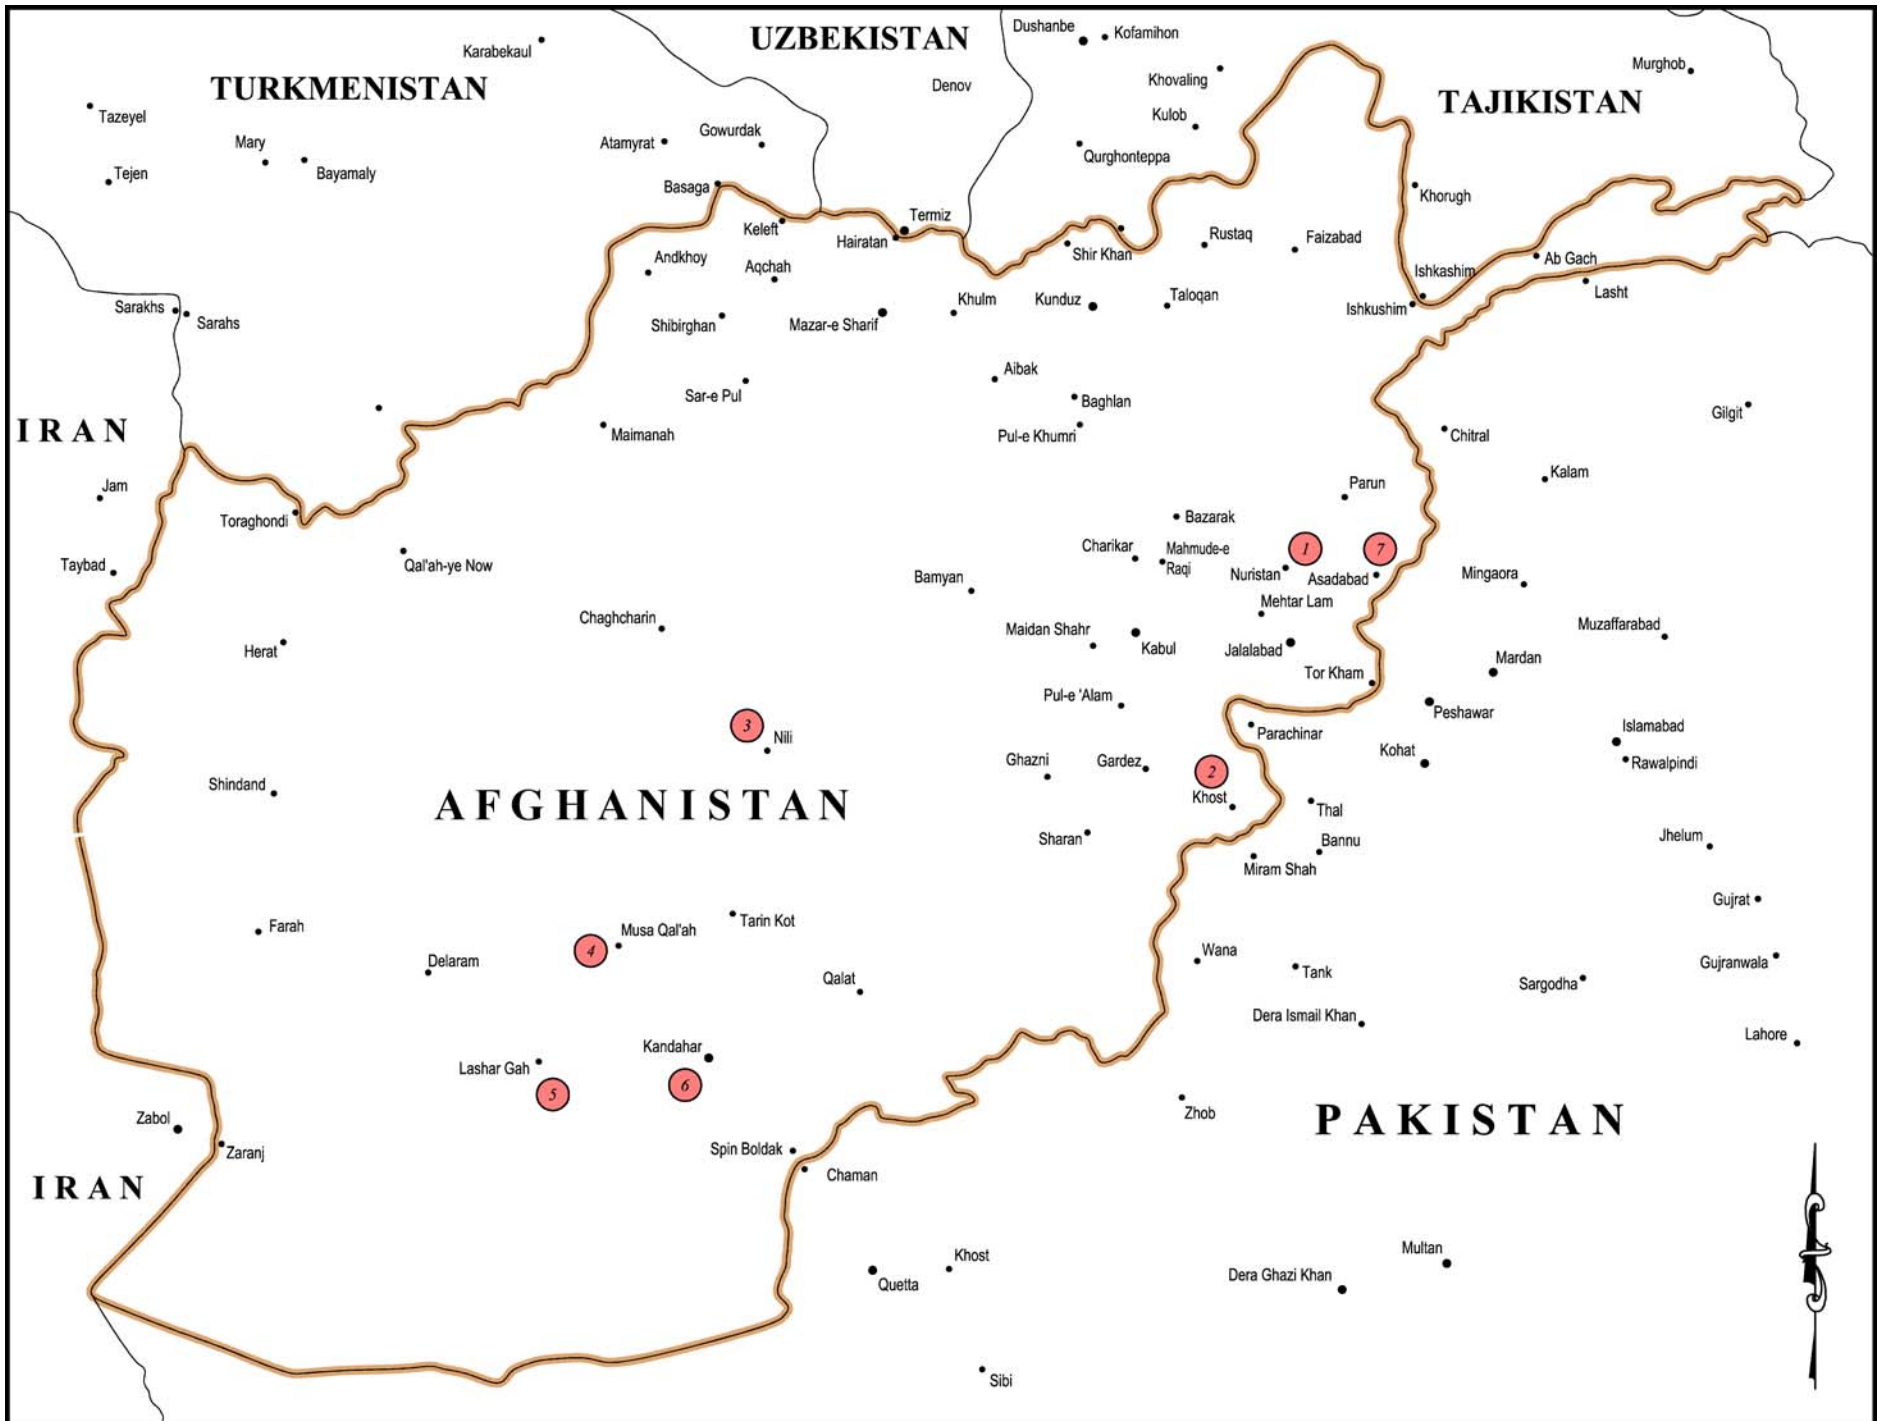 Dushanbe
Kofamihon
UZBEKISTAN
Karabekaul
Khovaling
Murghob
TURKMENISTAN
Denov
TAJIKISTAN
Tazeyel
Kulob
Gowurdak
Mary
Atamyrat
Qurghonteppa
Tejen
Bayamaly
Basaga
Khorugh
Termiz
Keleft
Hairatan
Rustaq
Faizabad
Shir Khan
Andkhoy
Aqchah
Ab Gach
Ishkashim
Lasht
Sarakhs
Sarahs
Khulm
Kunduz
Taloqan
Ishkushim
Shibirghan
Mazar-e Sharif
Aibak
Sar-e Pul
Baghlan
Gilgit
IRAN
Maimanah
Pul-e Khumri
Chitral
Kalam
Jam
Parun
Toraghondi
Bazarak
Charikar
Mahmude-e
Raqi
1
7
Taybad
Qal'ah-ye Now
Nuristan
Asadabad
Mingaora
Bamyan
Mehtar Lam
Chaghcharin
Muzaffarabad
Maidan Shahr
Kabul
Jalalabad
Herat
Mardan
Tor Kham
Pul-e 'Alam
Peshawar
3
Nili
Parachinar
Islamabad
Kohat
Rawalpindi
Ghazni
Gardez
2
Shindand
Khost
AFGHANISTAN
Thal
Sharan
Bannu
Jhelum
Miram Shah
Gujrat
Farah
Musa Qal'ah
Tarin Kot
4
Delaram
Wana
Tank
Gujranwala
Qalat
Sargodha
Dera Ismail Khan
Lahore
Kandahar
Lashar Gah
5
6
Zabol
Zhob
PAKISTAN
Zaranj
Spin Boldak
Chaman
IRAN
Khost
Quetta
Multan
Dera Ghazi Khan
Sibi